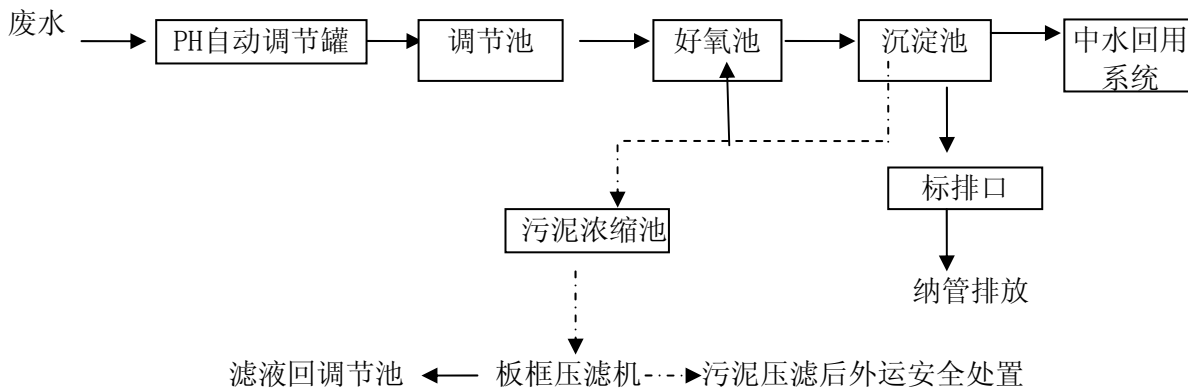 废水
PH自动调节罐
调节池
好氧池
沉淀池
中水回用
系统
标排口
污泥浓缩池
纳管排放
滤液回调节池
板框压滤机
污泥压滤后外运安全处置